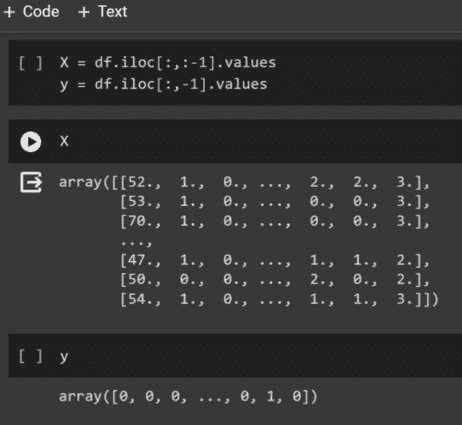 + Code + Text
[ ] X = df.iloc[:,:-1].values
y = df.iloc[:,-1].values
X
array([[52., 1., 0., ..., 2., 2., 3.],
[53., 1., 0., ..., 0., 0., 3.],
[70., 1., 0., ..., 0., 0., 3.],
...,
[47., 1., 0., ..., 1., 1., 2.],
[50., 0., 0., ..., 2., 0., 2.],
[54., 1., 0., ..., 1., 1., 3.]])
[ ] y
array([0, 0, 0, ..., 0, 1, 0])